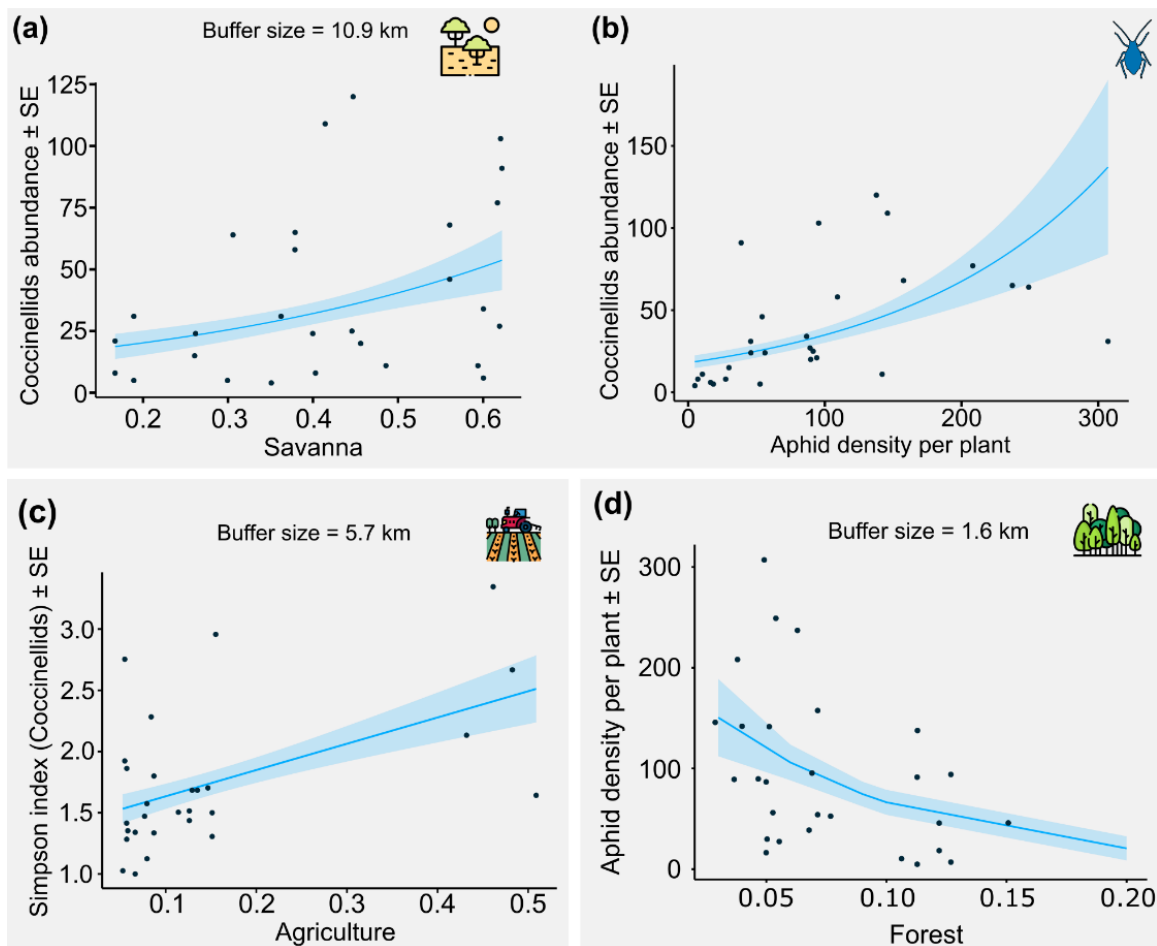 (a)
Buffer size = 10.9 km
Coccinellids abundance ± SE
125
100
75
50
25
0
0.2
0.3
0.4
0.5
0.6
Savanna
(b)
Coccinellids abundance ± SE
150
100
50
0
0
100
200
300
Aphid density per plant
(c)
Buffer size = 5.7 km
Simpson index (Coccinellids) ± SE
3.0
2.5
2.0
1.5
1.0
0.1
0.2
0.3
0.4
0.5
Agriculture
(d)
Buffer size = 1.6 km
Aphid density per plant ± SE
300
200
100
0
0.05
0.10
0.15
0.20
Forest